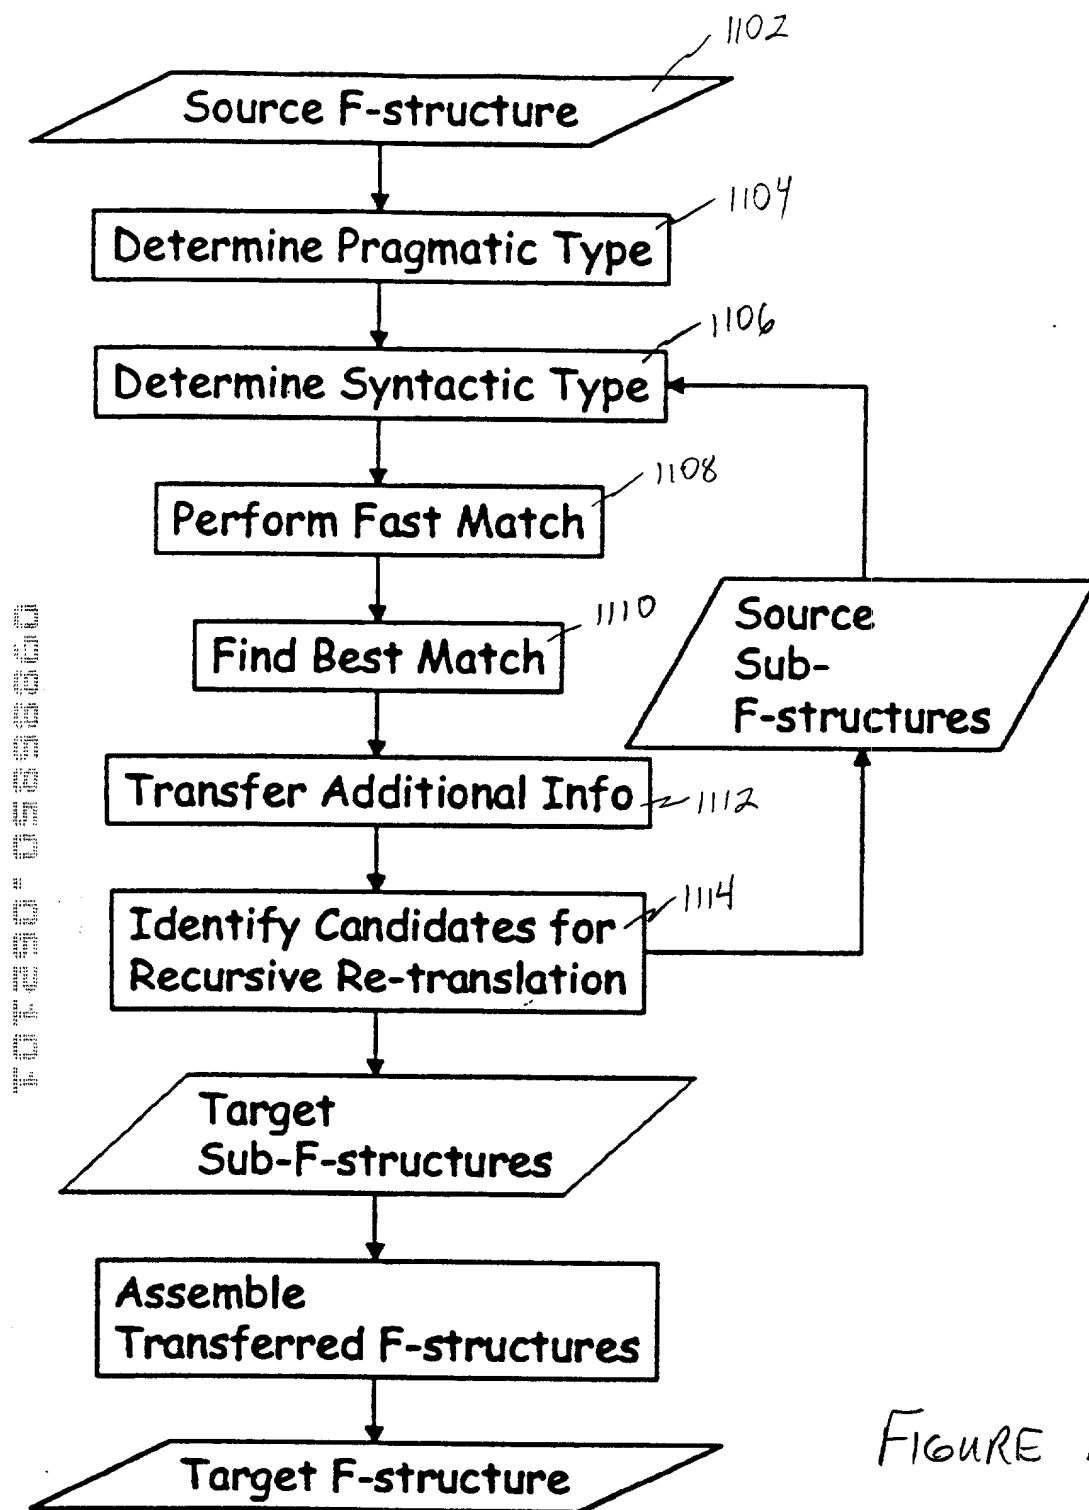 1102
Source F-structure
1104
Determine Pragmatic Type
1106
Determine Syntactic Type
1108
Perform Fast Match
1110
Find Best Match
Source
Sub-
F-structures
Transfer Additional Info
1112
1114
Identify Candidates for
Recursive Re-translation
Target
Sub-F-structures
Assemble
Transferred F-structures
Target F-structure
FIGURE